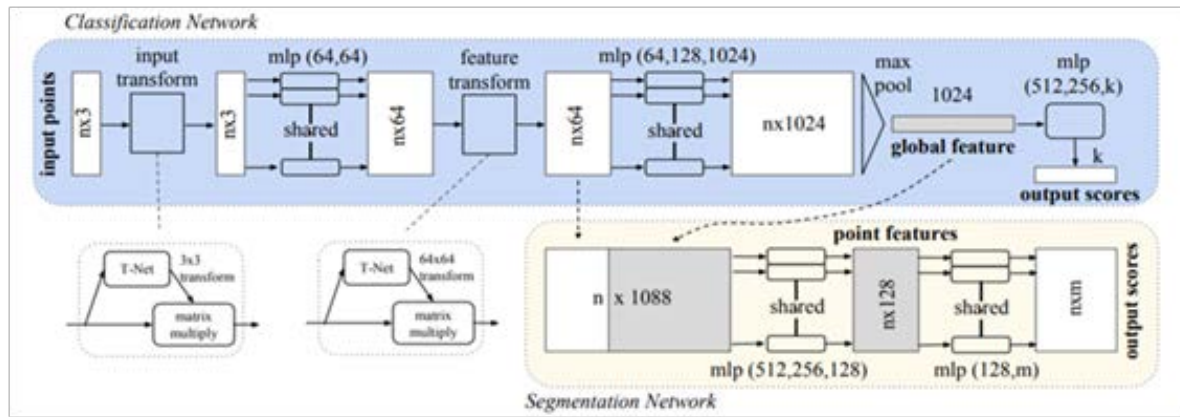 Classification Network
input points
nx3
input
transform
nx3
mlp (64,64)
shared
nx64
feature
transform
nx64
mlp (64,128,1024)
shared
nx1024
max
pool
1024
global feature
mlp
(512,256,k)
k
output scores
T-Net
3x3
transform
matrix
multiply
T-Net
64x64
transform
matrix
multiply
point features
n x 1088
shared
mlp (512,256,128)
nx128
shared
mlp (128,m)
nxm
output scores
Segmentation Network